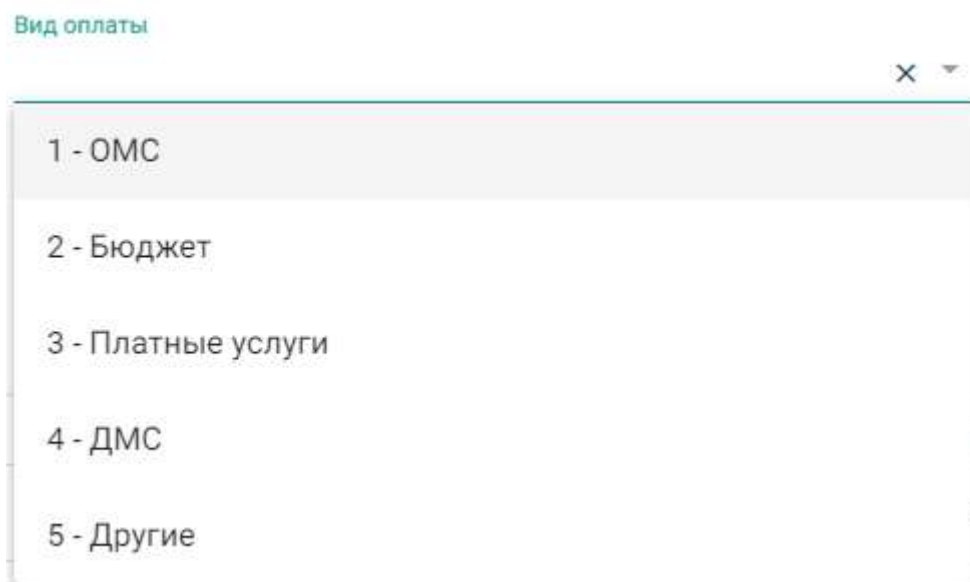 Вид оплаты
1 - ОМС
2 - Бюджет
3 - Платные услуги
4 - ДМС
5 - Другие